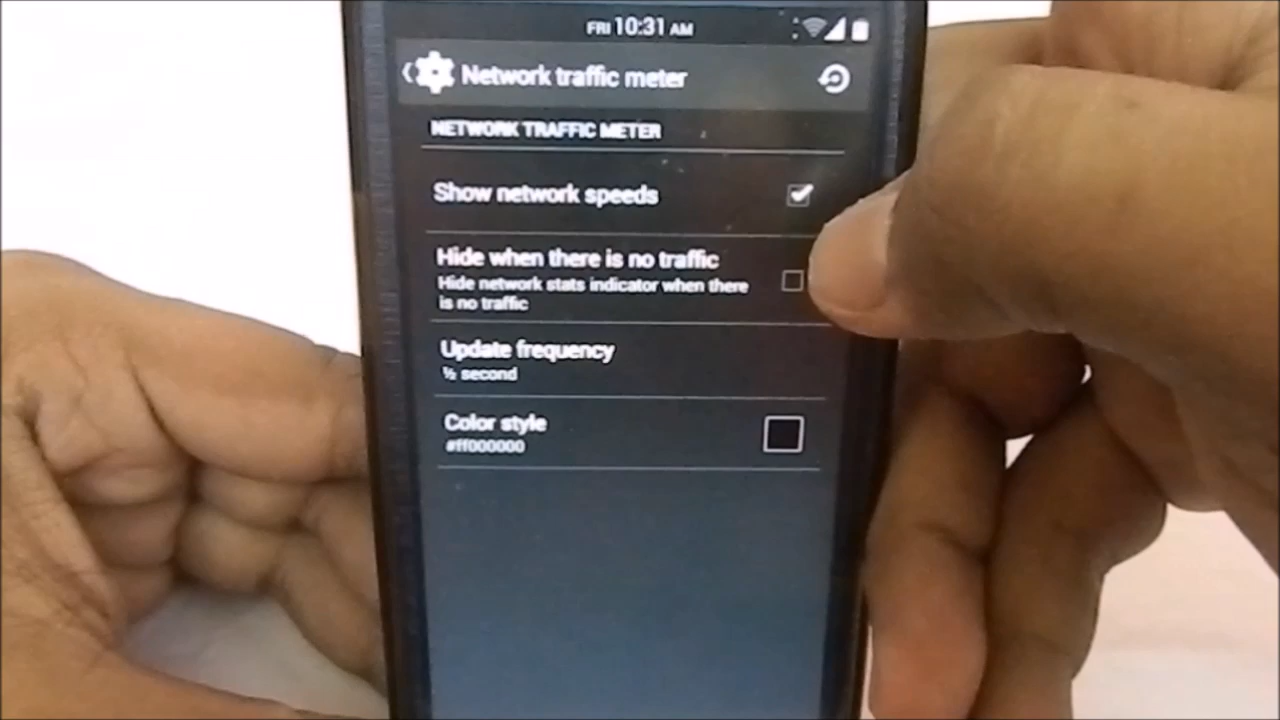 FRI 10:31 AM
Network traffic meter
NETWORK TRAFFIC METER
Show network speeds
Hide when there is no traffic
Hide network stats indicator when there
is no traffic
Update frequency
½ second
Color style
#ff000000